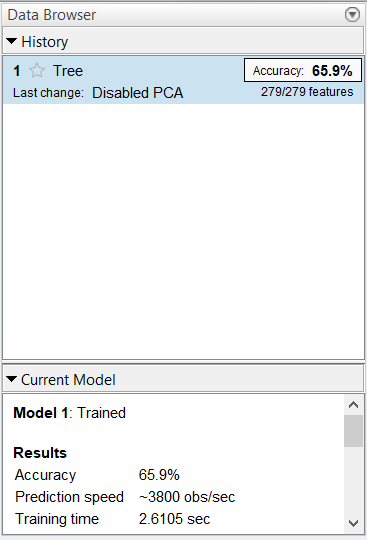 Data Browser
History
1 Tree Accuracy: 65.9%
Last change: Disabled PCA 279/279 features
Current Model
Model 1: Trained
Results
Accuracy 65.9%
Prediction speed ~3800 obs/sec
Training time 2.6105 sec